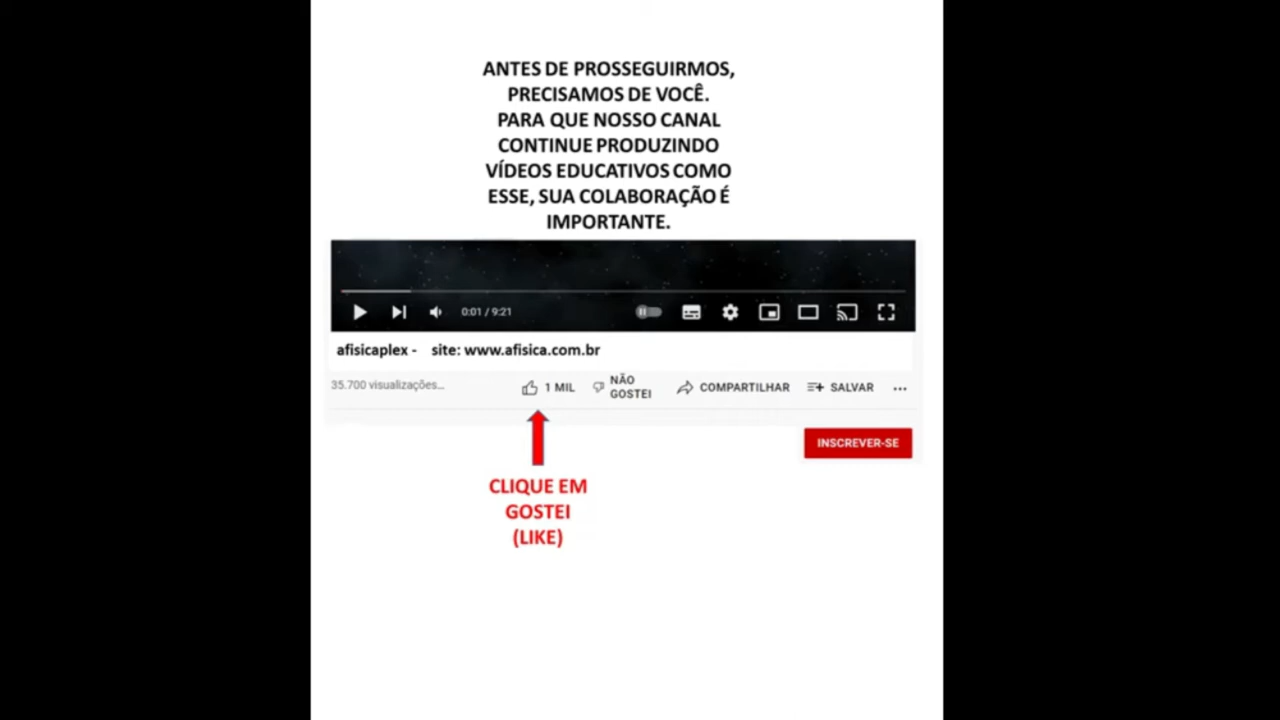 ANTES DE PROSSEGUIRMOS,
PRECISAMOS DE VOCÊ.
PARA QUE NOSSO CANAL
CONTINUE PRODUZINDO
VÍDEOS EDUCATIVOS COMO
ESSE, SUA COLABORAÇÃO É
IMPORTANTE.
0:01 / 9:21
afisicaplex - site: www.afisica.com.br
35.700 visualizações...
1 MIL
NÃO
GOSTEI
COMPARTILHAR
SALVAR
INSCREVER-SE
CLIQUE EM
GOSTEI
(LIKE)